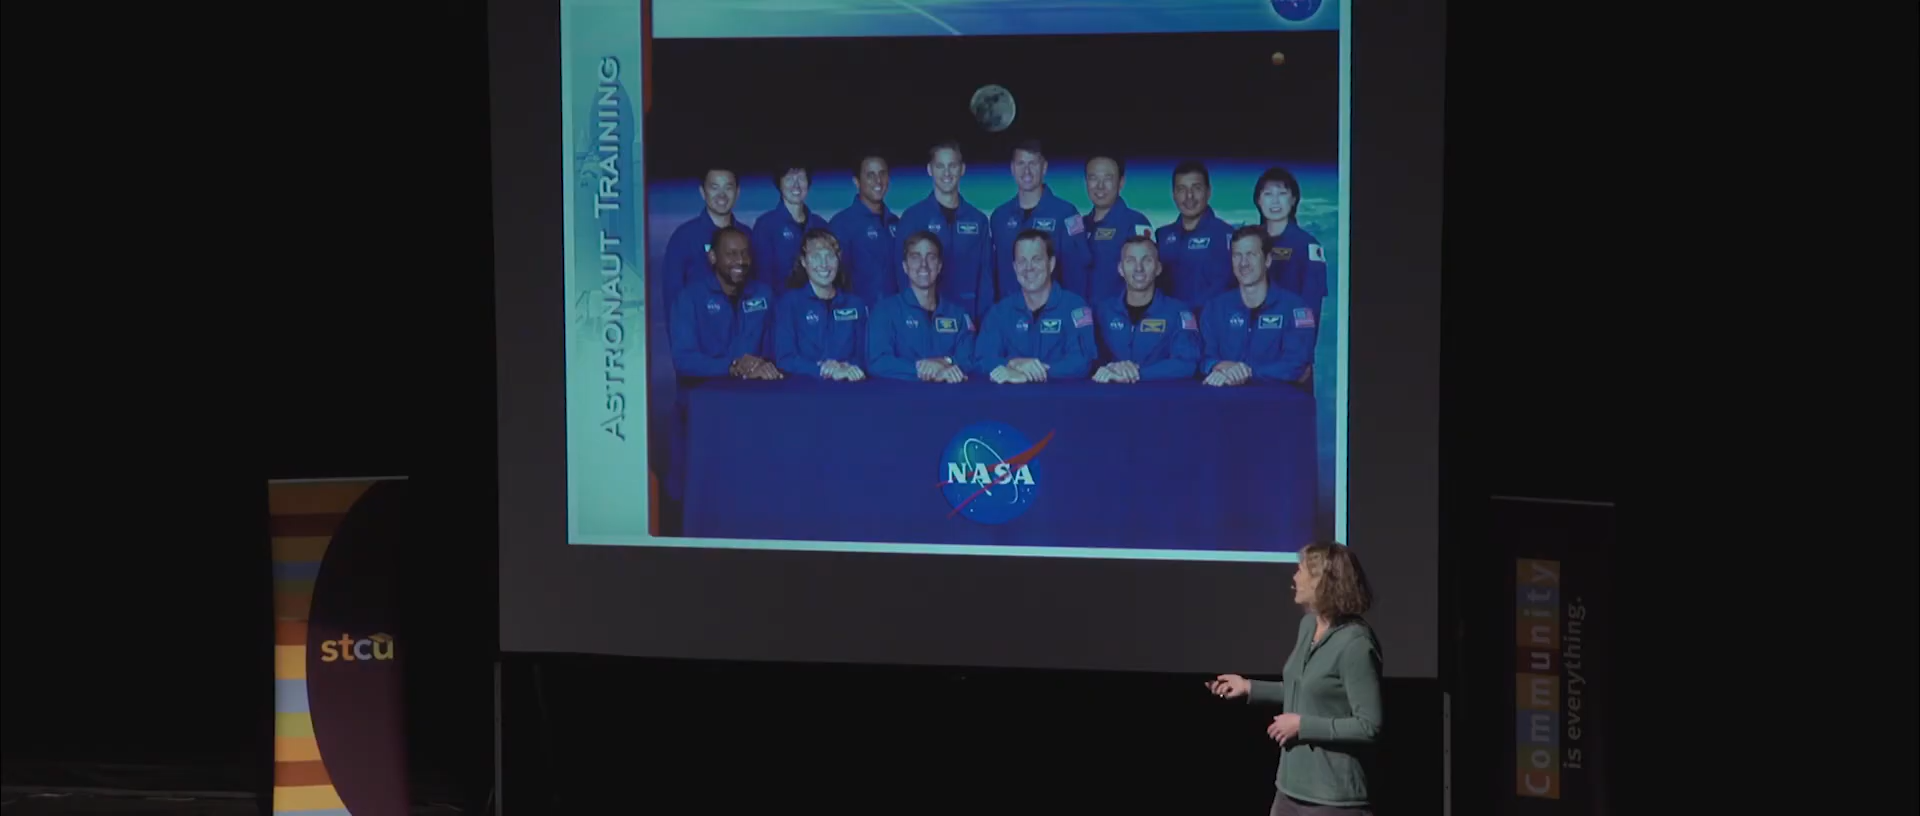 ASTRONAUT TRAINING
NASA
stcu
Community
is everything.